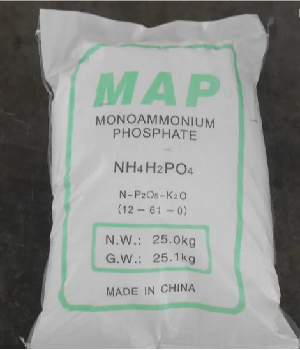 MAP
MONOAMMONIUM
PHOSPHATE
NH4H2PO4
N-P2O5-K2O
(12-61-0)
N.W.: 25.0kg
G.W.: 25.1kg
MADE IN CHINA